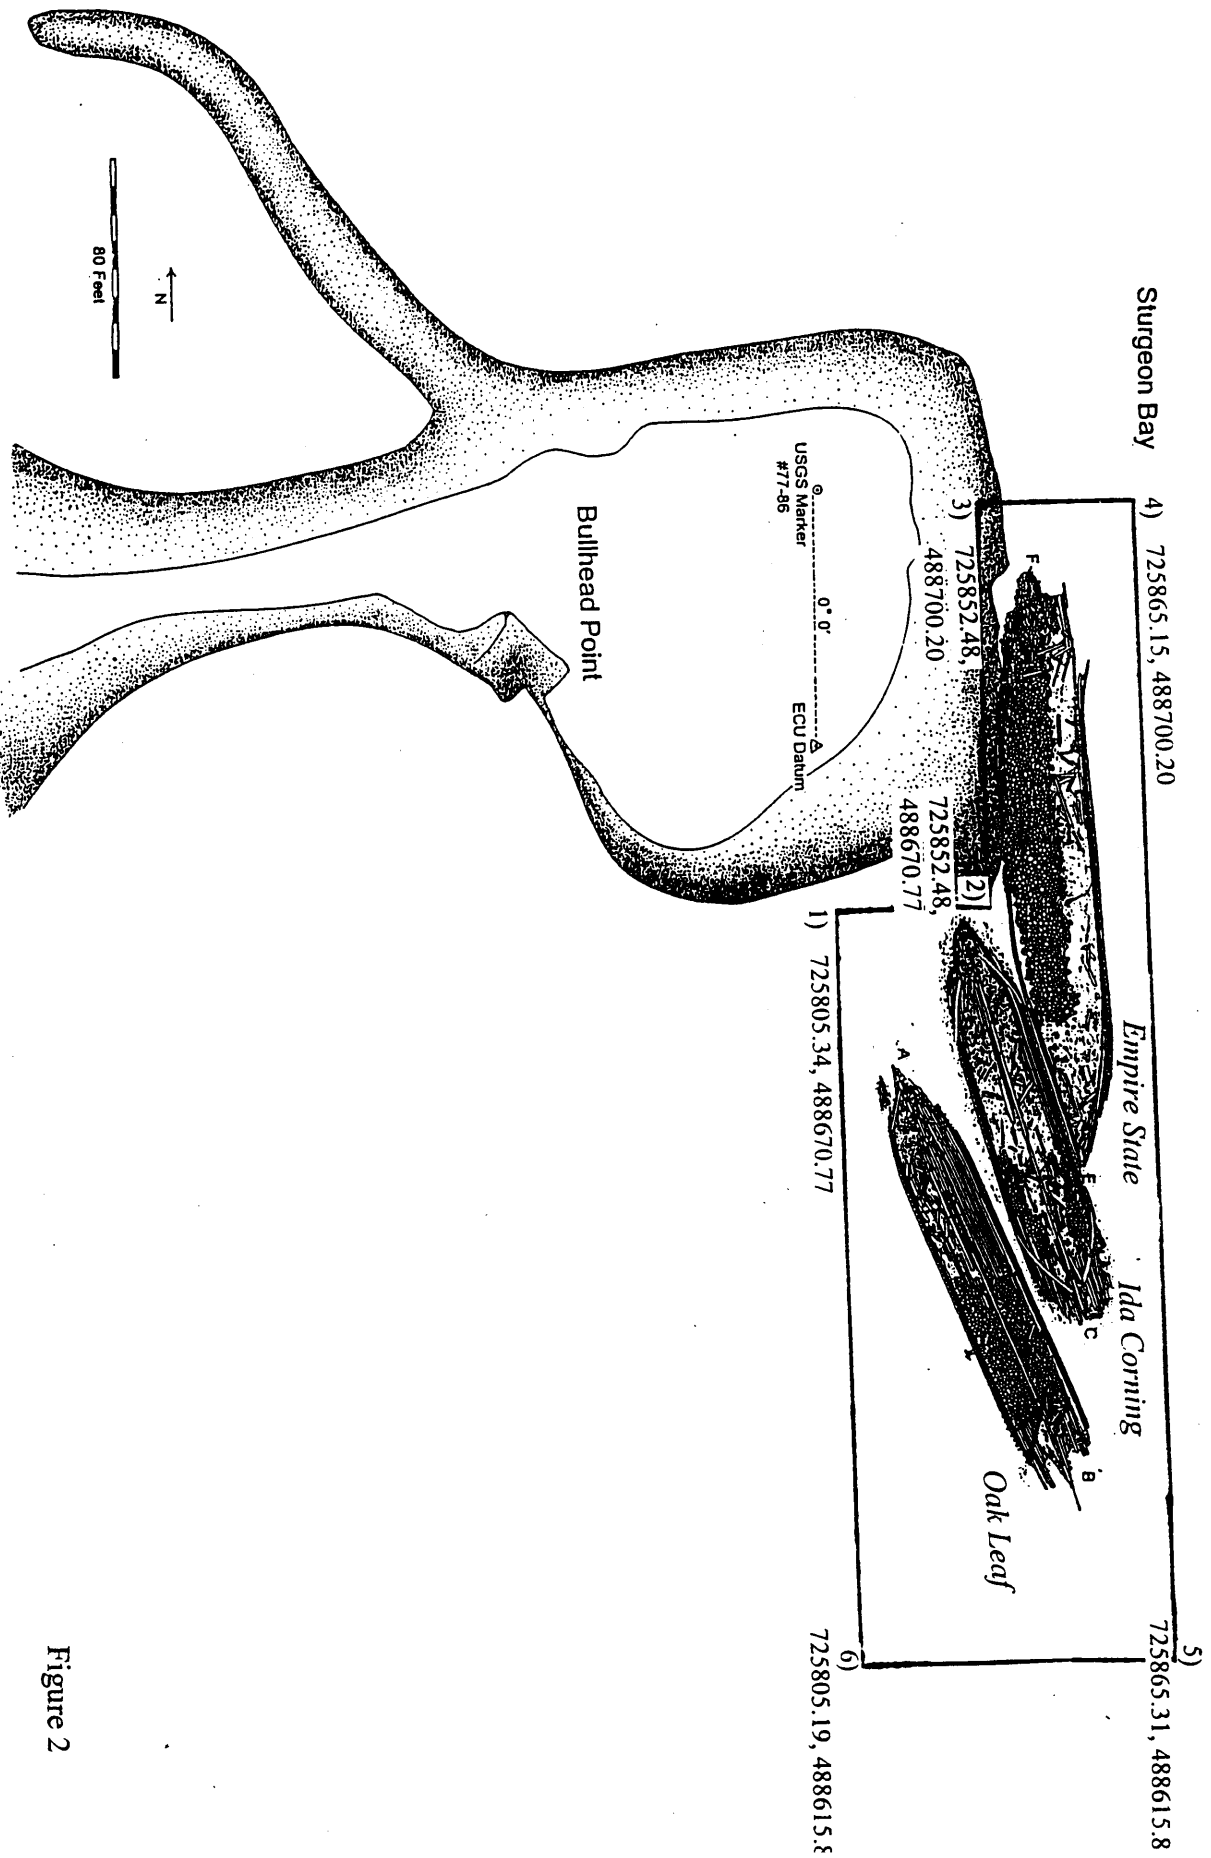 Sturgeon Bay
4) 725865.15, 488700.20
Empire State
Ida Corning
5)
725865.31, 488615.8
F
E
C
B
Oak Leaf
3) 725852.48,
488700.20
2)
725852.48,
488670.77
A
1) 725805.34, 488670.77
6)
725805.19, 488615.8
USGS Marker
#77-86
0° 0'
ECU Datum
Bullhead Point
N
80 Feet
Figure 2